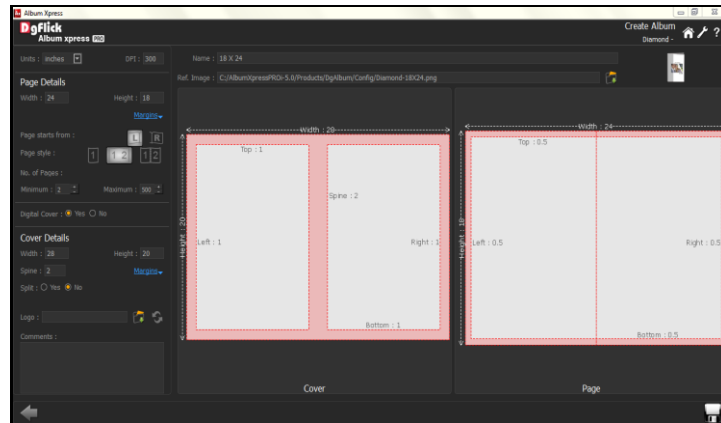 Album Xpress
DgFlick
Album xpress PRO
Create Album
Diamond -
?
Units : inches
DPI : 300
Name : 18 X 24
Ref. Image : C:/AlbumXpressPROi-5.0/Products/DgAlbum/Config/Diamond-18X24.png
Page Details
Width : 24
Height : 18
Margins
Page starts from : L R
Page style : 1 1 2 1 2
No. of Pages :
Minimum : 2
Maximum : 500
Digital Cover : Yes No
Cover Details
Width : 28
Height : 20
Spine : 2
Margins
Split : Yes No
Logo :
Comments :
Width : 28
Top : 1
Spine : 2
Height : 20
Left : 1
Right : 1
Bottom : 1
Cover
Width : 24
Top : 0.5
Height : 18
Left : 0.5
Right : 0.5
Bottom : 0.5
Page